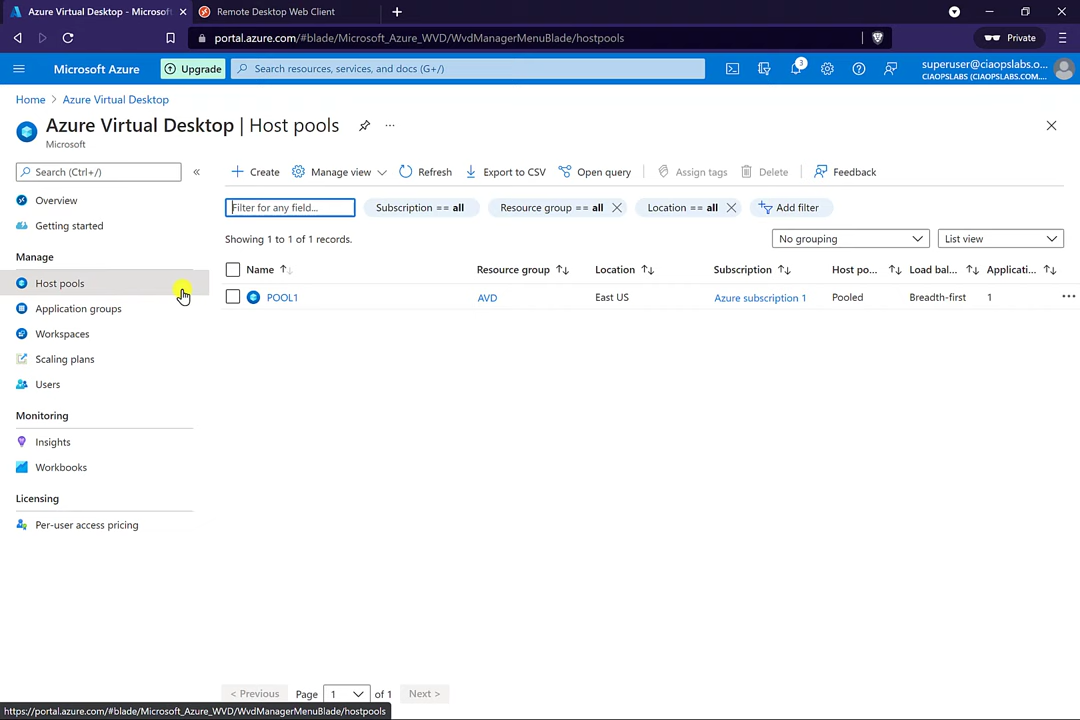 Azure Virtual Desktop - Microsoft
Remote Desktop Web Client
portal.azure.com/#blade/Microsoft_Azure_WVD/WvdManagerMenuBlade/hostpools
Private
Microsoft Azure
Upgrade
Search resources, services, and docs (G+/)
3
superuser@ciaopslabs.o...
CIAOPSLABS (CIAOPSLABS.COM....
Home > Azure Virtual Desktop
Azure Virtual Desktop | Host pools
...
Microsoft
Search (Ctrl+/)
«
Create
Manage view
Refresh
Export to CSV
Open query
Assign tags
Delete
Feedback
Overview
Getting started
Manage
Host pools
Application groups
Workspaces
Scaling plans
Users
Monitoring
Insights
Workbooks
Licensing
Per-user access pricing
Filter for any field...
Subscription == all
Resource group == all
Location == all
Add filter
Showing 1 to 1 of 1 records.
No grouping
List view
Name
Resource group
Location
Subscription
Host po...
Load bal...
Applicati...
POOL1
AVD
East US
Azure subscription 1
Pooled
Breadth-first
1
...
< Previous
Page
1
of 1
Next >
https://portal.azure.com/#blade/Microsoft_Azure_WVD/WvdManagerMenuBlade/hostpools